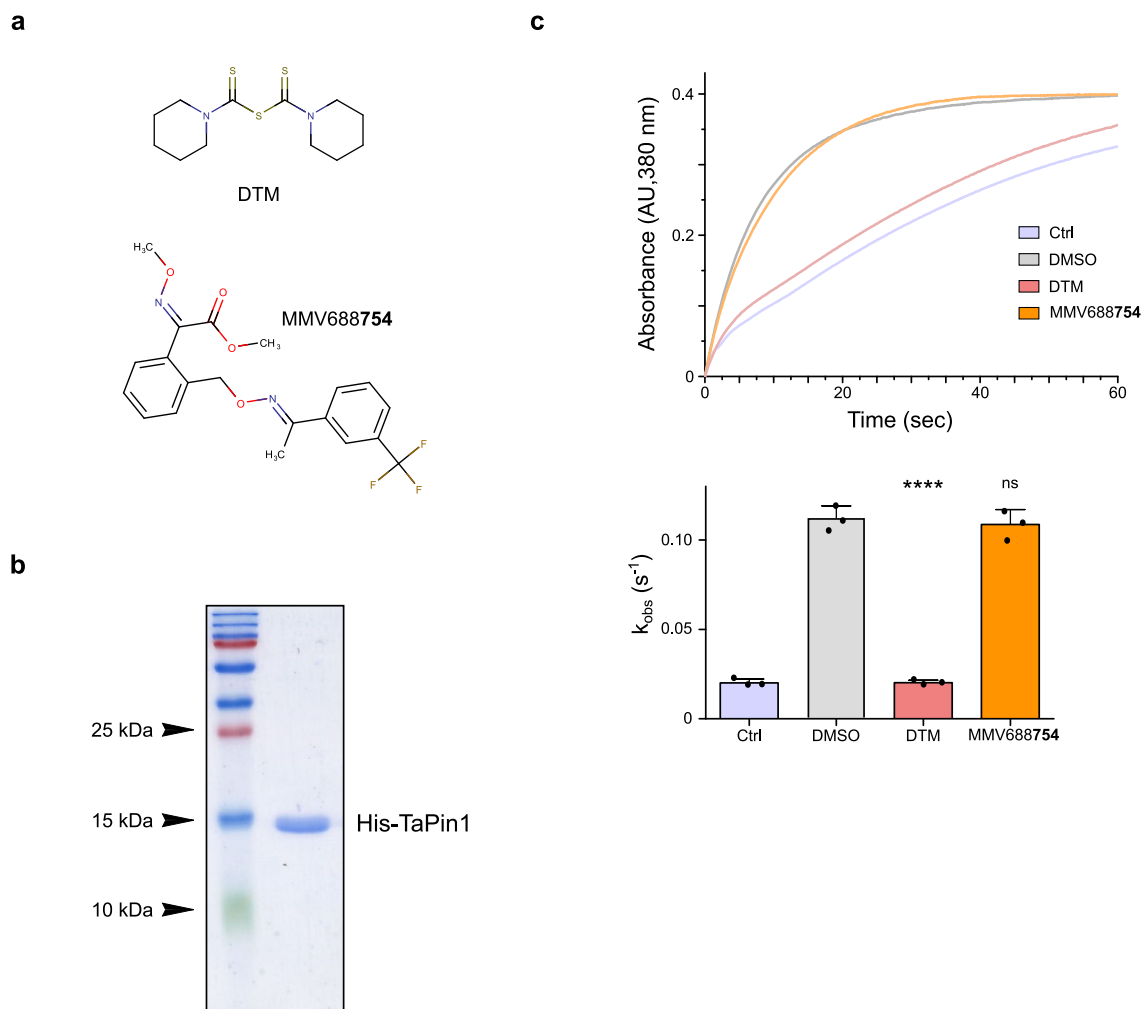 a
S
S
N
S
N
DTM
H₃C
O
N
O
O
CH₃
MMV688754
O
N
H₃C
F
F
F
b
25 kDa
15 kDa
10 kDa
His-TaPin1
c
Absorbance (AU,380 nm)
0.4
0.2
0
0
20
40
60
Time (sec)
Ctrl
DMSO
DTM
MMV688754
kobs (s⁻¹)
0.10
0.05
0
****
ns
Ctrl
DMSO
DTM
MMV688754